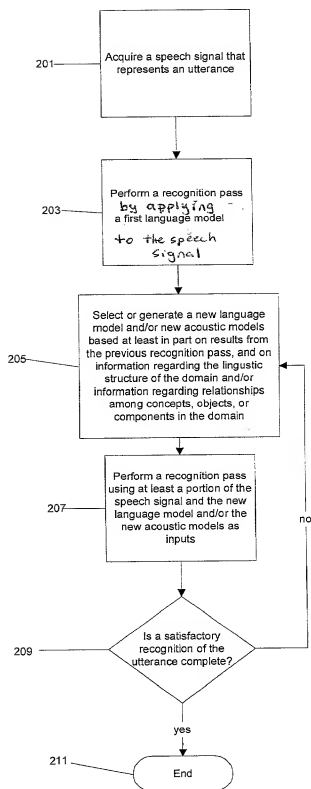 Acquire a speech signal that
represents an utterance
201
Perform a recognition pass
by applying
a first language model
to the speech
signal
203
Select or generate a new language
model and/or new acoustic models
based at least in part on results from
the previous recognition pass, and on
information regarding the lingustic
structure of the domain and/or
information regarding relationships
among concepts, objects, or
components in the domain
205
Perform a recognition pass
using at least a portion of the
speech signal and the new
language model and/or the
new acoustic models as
inputs
207
no
Is a satisfactory
recognition of the
utterance complete?
209
yes
211
End